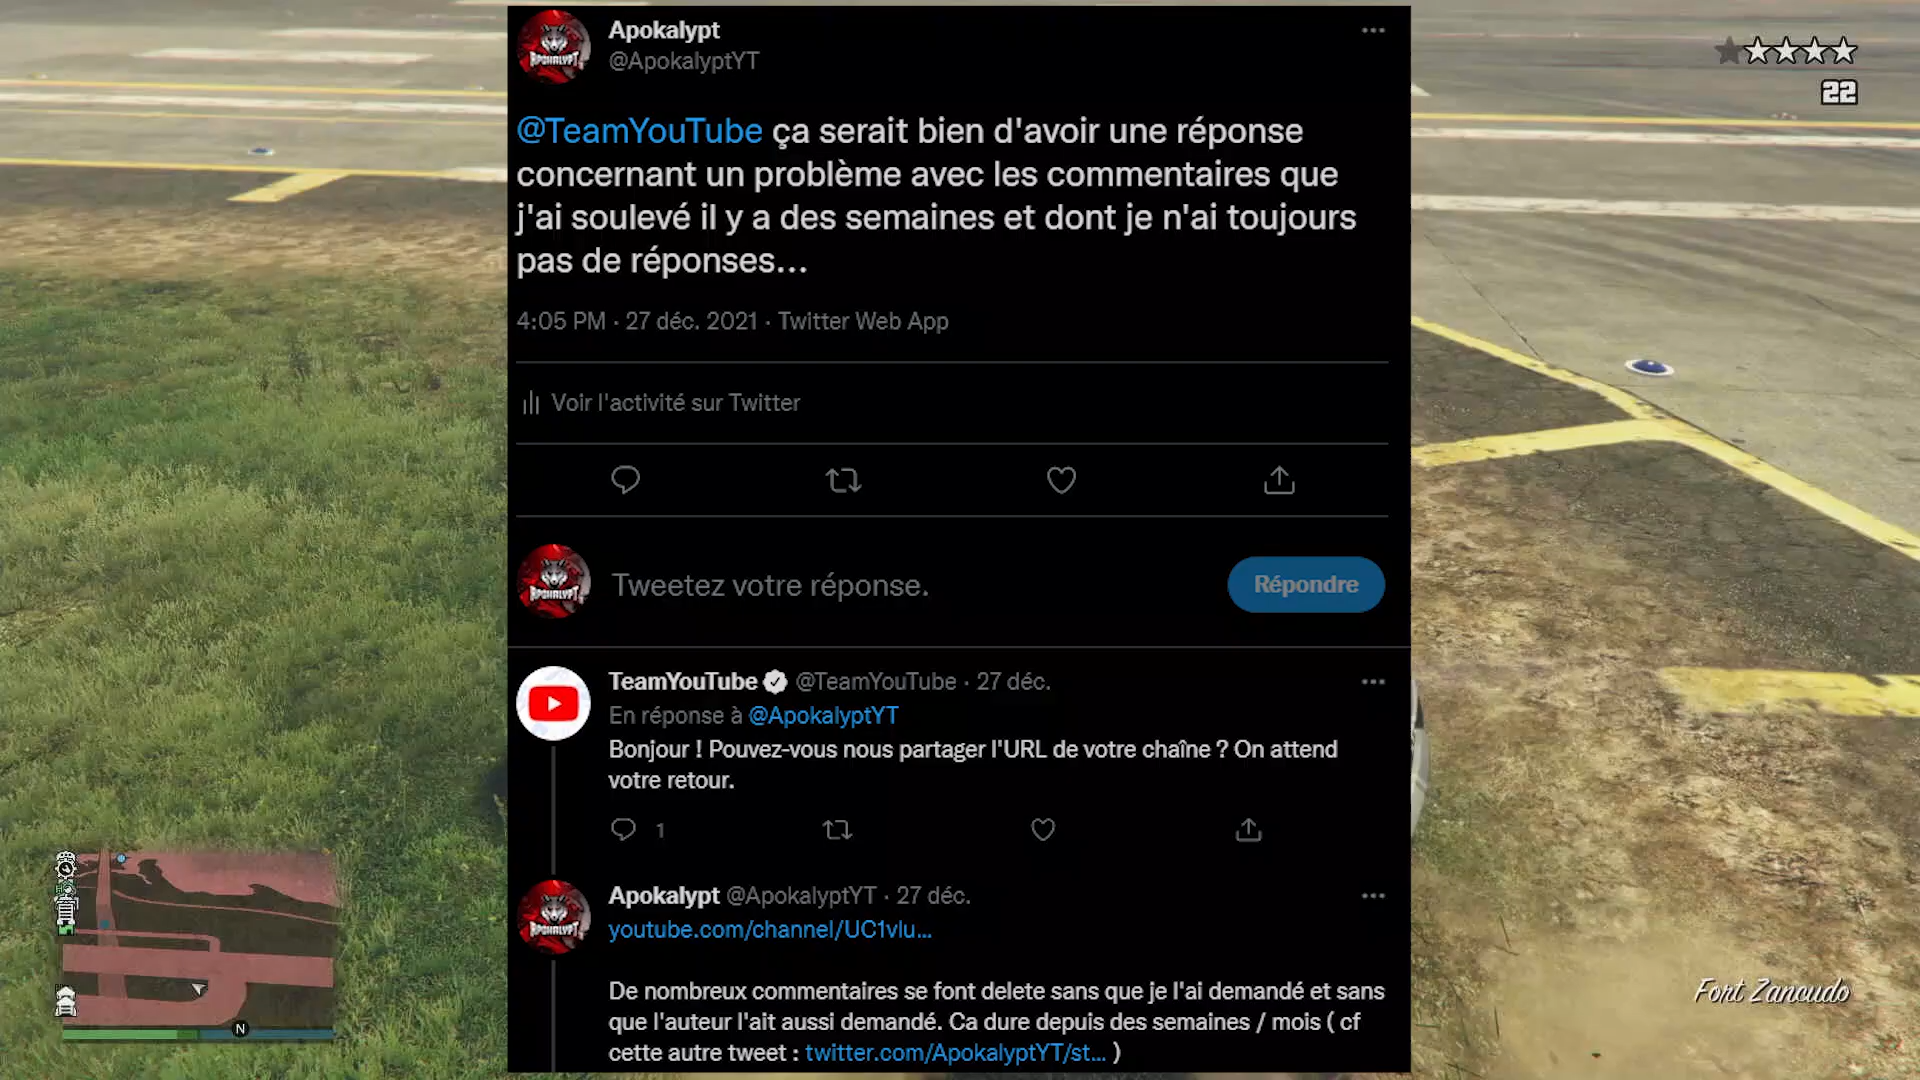 Apokalypt
@ApokalyptYT
@TeamYouTube ça serait bien d'avoir une réponse
concernant un problème avec les commentaires que
j'ai soulevé il y a des semaines et dont je n'ai toujours
pas de réponses...
4:05 PM · 27 déc. 2021 · Twitter Web App
Voir l'activité sur Twitter
APOKALYPT
Tweetez votre réponse.
Répondre
TeamYouTube @TeamYouTube · 27 déc.
En réponse à @ApokalyptYT
Bonjour ! Pouvez-vous nous partager l'URL de votre chaîne ? On attend
votre retour.
1
APOKALYPT
Apokalypt @ApokalyptYT · 27 déc.
youtube.com/channel/UC1vlu...
De nombreux commentaires se font delete sans que je l'ai demandé et sans
que l'auteur l'ait aussi demandé. Ca dure depuis des semaines / mois ( cf
cette autre tweet : twitter.com/ApokalyptYT/st... )
APOKALYPT
22
Fort Zancudo
N